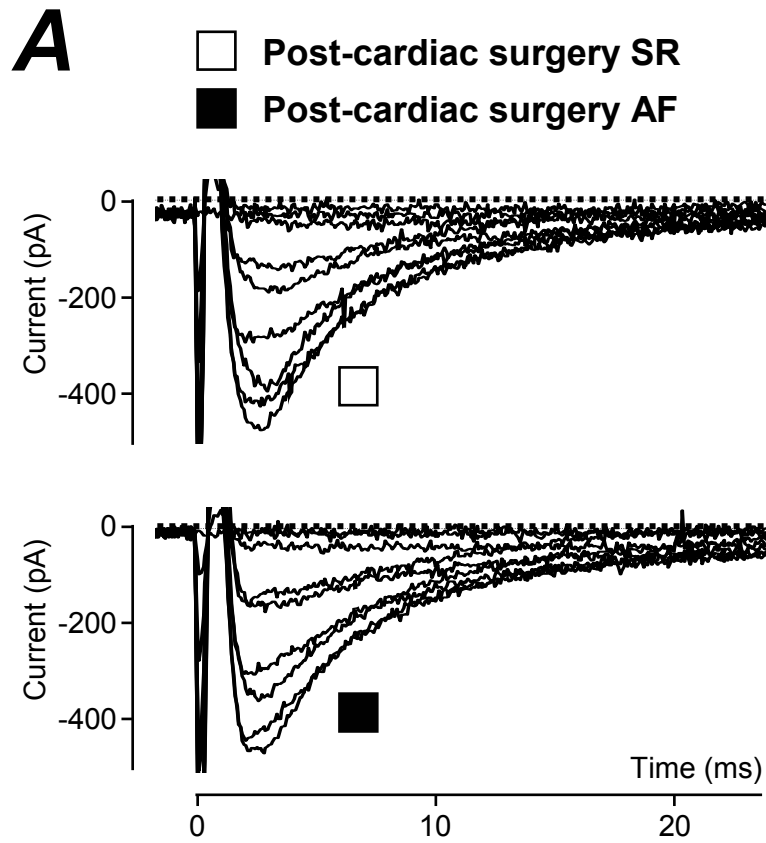 A
Post-cardiac surgery SR
Post-cardiac surgery AF
Current (pA)
0
-200
-400
Current (pA)
0
-200
-400
Time (ms)
0 10 20